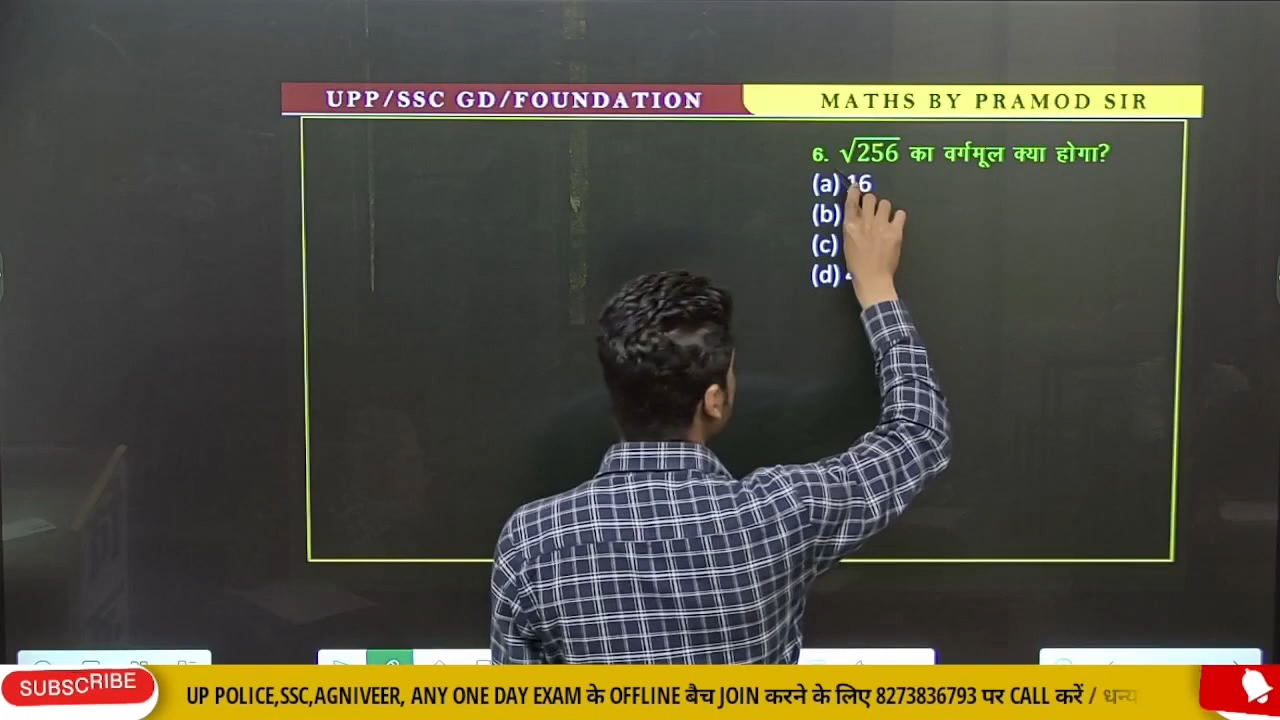 UPP/SSC GD/FOUNDATION
MATHS BY PRAMOD SIR
6. √256 का वर्गमूल क्या होगा?
(a) 16
(b)
(c)
(d)
SUBSCRIBE
UP POLICE,SSC,AGNIVEER, ANY ONE DAY EXAM के OFFLINE बैच JOIN करने के लिए 8273836793 पर CALL करें /